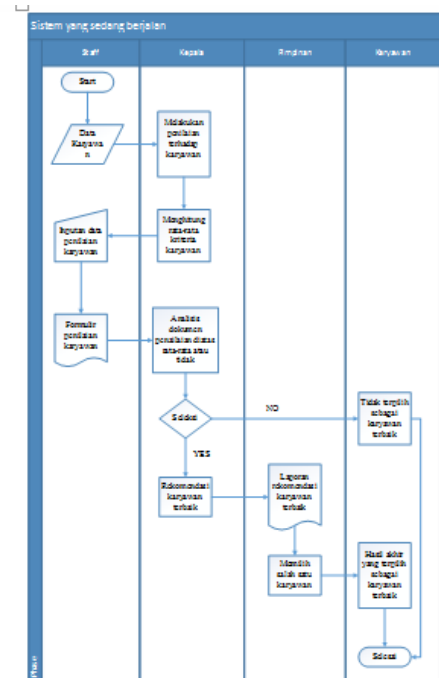 Sistem yang sedang berjalan
Staff
Kepala
Pimpinan
Karyawan
Start
Data
Karyawa
n
Melakukan
penilaian
terhadap
karyawan
Menghitung
rata-rata
kriteria
karyawan
Inputan data
penilaian
karyawan
Formulir
penilaian
karyawan
Analisis
dokumen
penilaian diatas
rata-rata atau
tidak
Seleksi
NO
Tidak terpilih
sebagai
karyawan
terbaik
YES
Rekomendasi
karyawan
terbaik
Laporan
rekomendasi
karyawan
terbaik
Memilih
salah satu
karyawan
Hasil akhir
yang terpilih
sebagai
karyawan
terbaik
Selesai
Phase